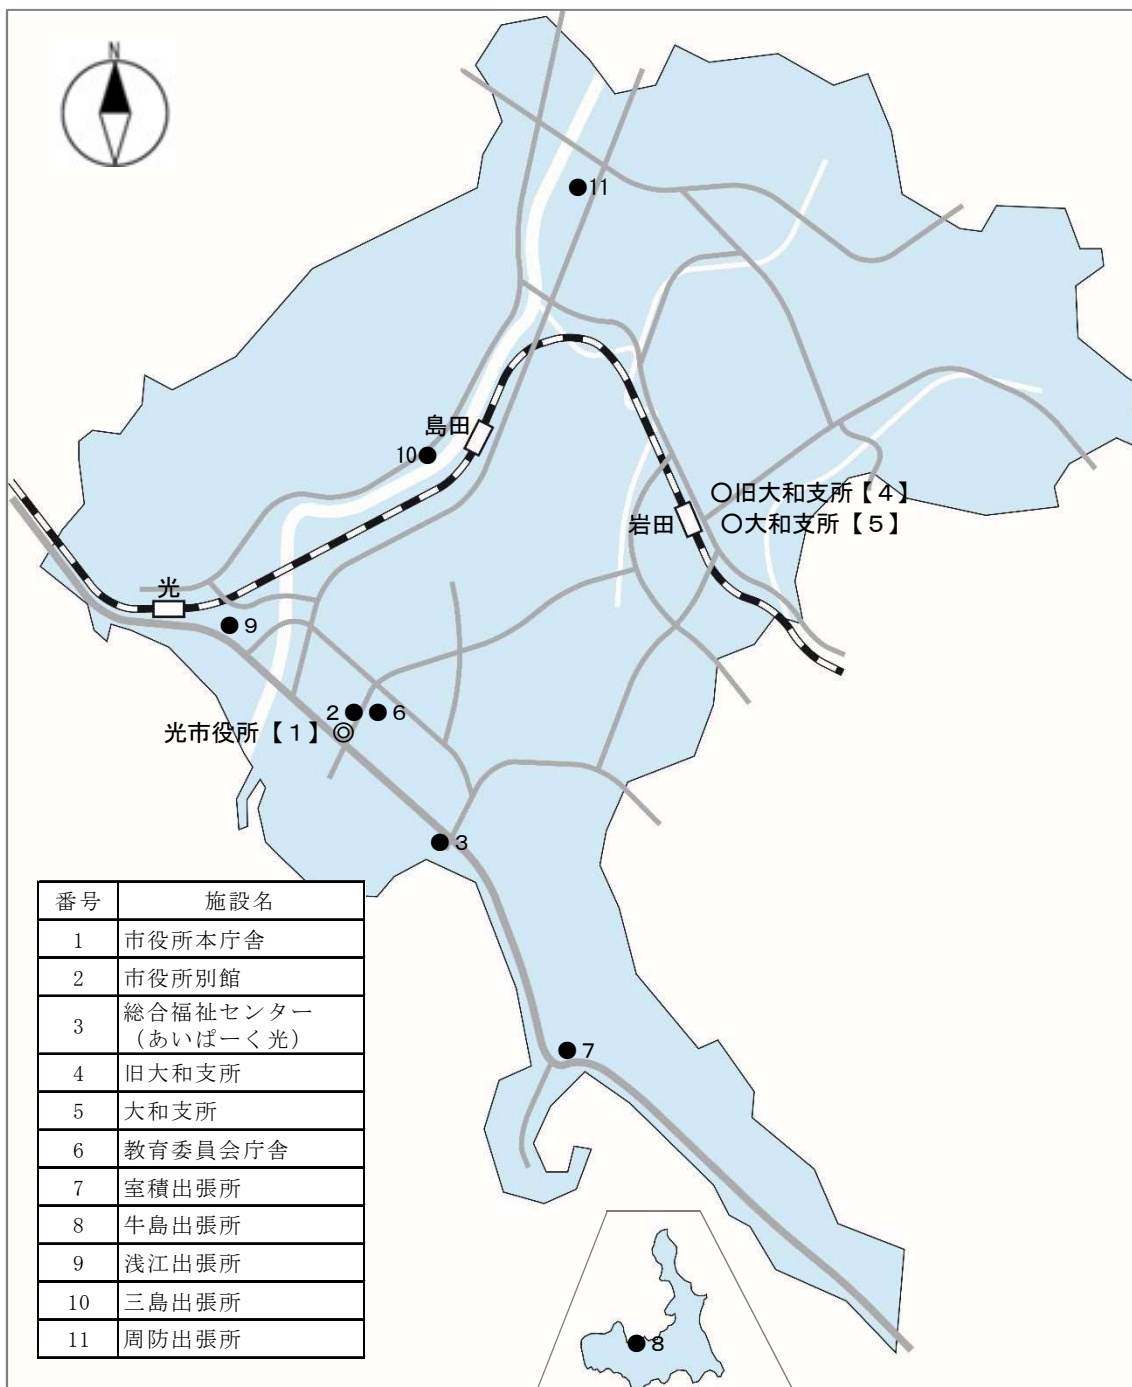 N
●11
島田
10●
○旧大和支所【４】
岩田 ○大和支所【５】
光
●9
2● ●6
光市役所【１】◎
●3
番号 施設名
1 市役所本庁舎
2 市役所別館
3 総合福祉センター
（あいぱーく光）
4 旧大和支所
5 大和支所
6 教育委員会庁舎
7 室積出張所
8 牛島出張所
9 浅江出張所
10 三島出張所
11 周防出張所
●7
●8